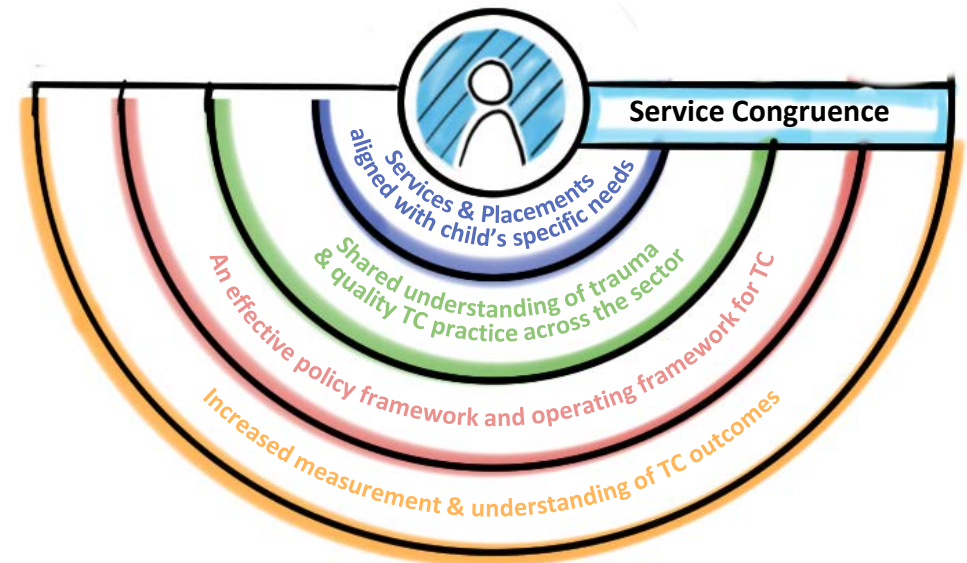 Service Congruence
Services & Placements
aligned with child's specific needs
Shared understanding of trauma
& quality TC practice across the sector
An effective policy framework and operating framework for TC
Increased measurement & understanding of TC outcomes